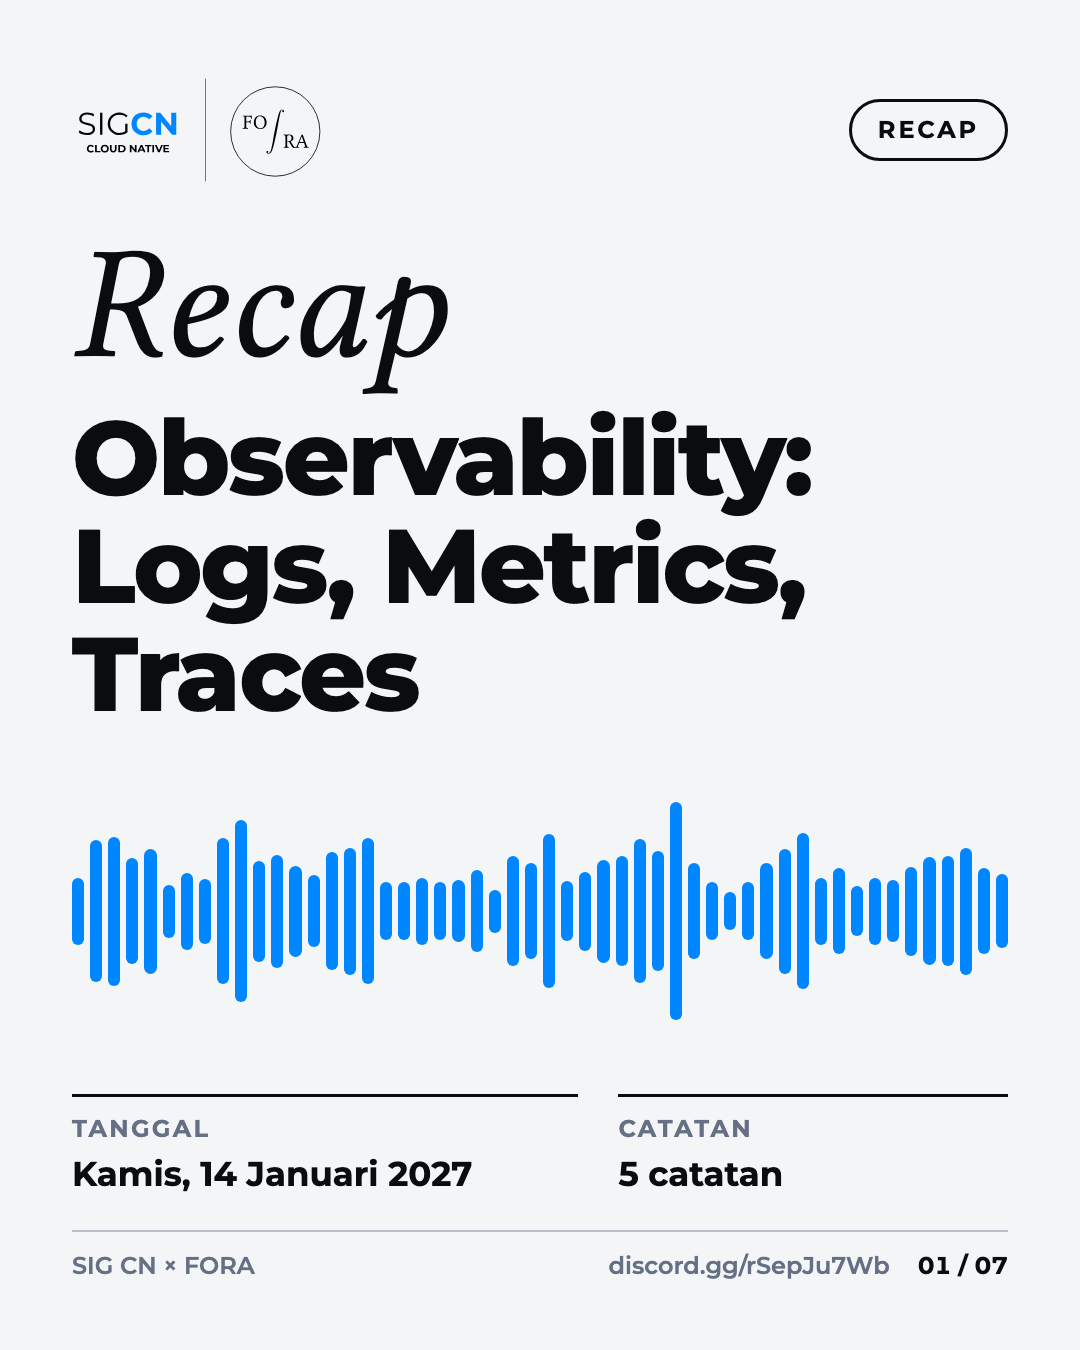 SIGCN
CLOUD NATIVE
FO
RA
RECAP
Recap
Observability:
Logs, Metrics,
Traces
TANGGAL
Kamis, 14 Januari 2027
CATATAN
5 catatan
SIG CN × FORA
discord.gg/rSepJu7Wb
01 / 07